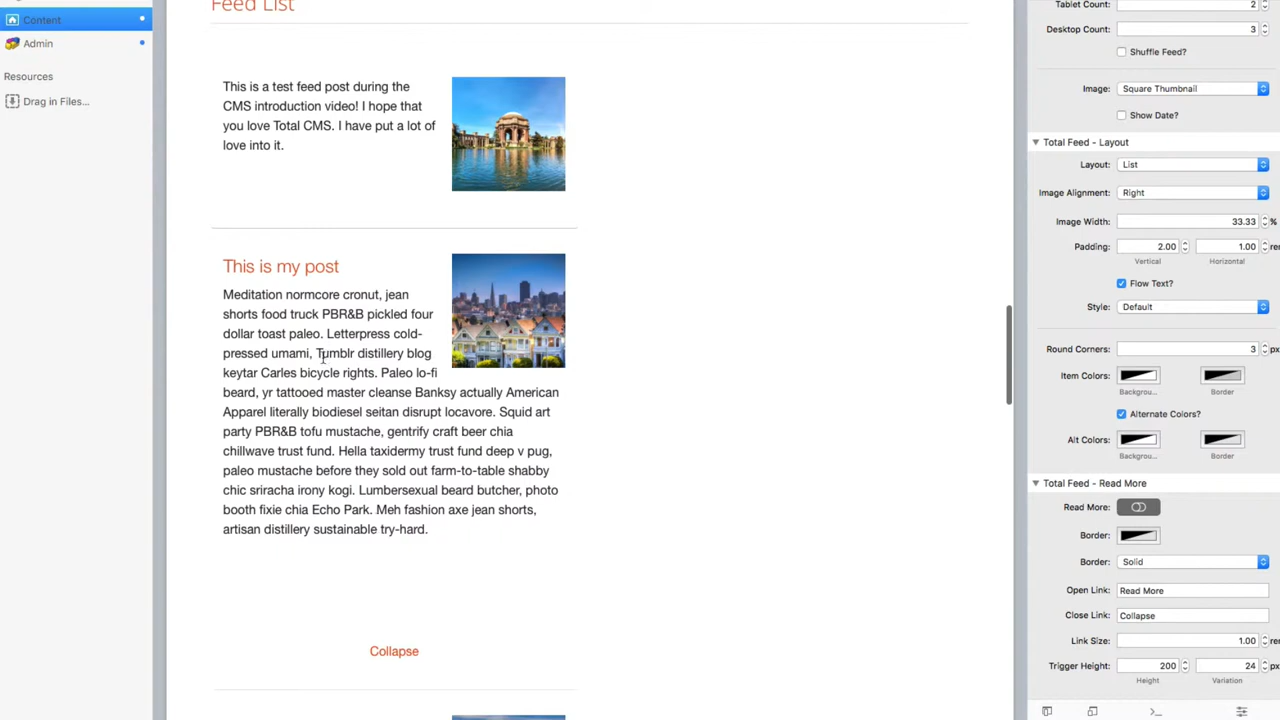 Content
Admin
Resources
Drag in Files...
Feed List
This is a test feed post during the
CMS introduction video! I hope that
you love Total CMS. I have put a lot of
love into it.
This is my post
Meditation normcore cronut, jean
shorts food truck PBR&B pickled four
dollar toast paleo. Letterpress cold-
pressed umami, Tumblr distillery blog
keytar Carles bicycle rights. Paleo lo-fi
beard, yr tattooed master cleanse Banksy actually American
Apparel literally biodiesel seitan disrupt locavore. Squid art
party PBR&B tofu mustache, gentrify craft beer chia
chillwave trust fund. Hella taxidermy trust fund deep v pug,
paleo mustache before they sold out farm-to-table shabby
chic sriracha irony kogi. Lumbersexual beard butcher, photo
booth fixie chia Echo Park. Meh fashion axe jean shorts,
artisan distillery sustainable try-hard.
Collapse
Tablet Count: 2
Desktop Count: 3
Shuffle Feed?
Image: Square Thumbnail
Show Date?
Total Feed - Layout
Layout: List
Image Alignment: Right
Image Width: 33.33 %
Padding: 2.00 1.00 rem
Vertical Horizontal
Flow Text?
Style: Default
Round Corners: 3 px
Item Colors:
Backgrou... Border
Alternate Colors?
Alt Colors:
Backgrou... Border
Total Feed - Read More
Read More:
Border:
Border: Solid
Open Link: Read More
Close Link: Collapse
Link Size: 1.00 rem
Trigger Height: 200 24 px
Height Variation